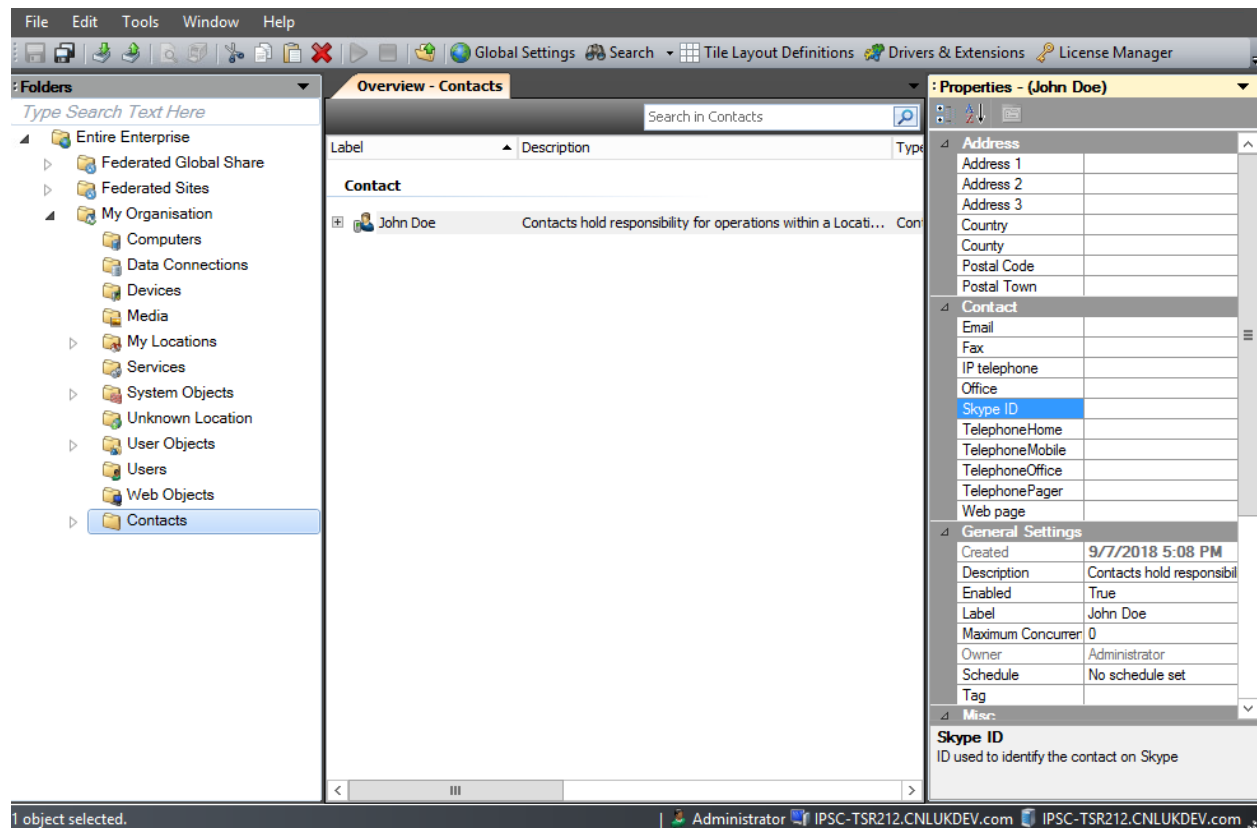 File Edit Tools Window Help
Global Settings Search Tile Layout Definitions Drivers & Extensions License Manager
Folders
Type Search Text Here
Entire Enterprise
Federated Global Share
Federated Sites
My Organisation
Computers
Data Connections
Devices
Media
My Locations
Services
System Objects
Unknown Location
User Objects
Users
Web Objects
Contacts
Overview - Contacts
Search in Contacts
Label Description Type
Contact
John Doe Contacts hold responsibility for operations within a Locati... Con
Properties - (John Doe)
Address
Address 1
Address 2
Address 3
Country
County
Postal Code
Postal Town
Contact
Email
Fax
IP telephone
Office
Skype ID
TelephoneHome
TelephoneMobile
TelephoneOffice
TelephonePager
Web page
General Settings
Created 9/7/2018 5:08 PM
Description Contacts hold responsibil
Enabled True
Label John Doe
Maximum Concurrer 0
Owner Administrator
Schedule No schedule set
Tag
Misc
Skype ID
ID used to identify the contact on Skype
1 object selected. | Administrator IPSC-TSR212.CNLUKDEV.com IPSC-TSR212.CNLUKDEV.com